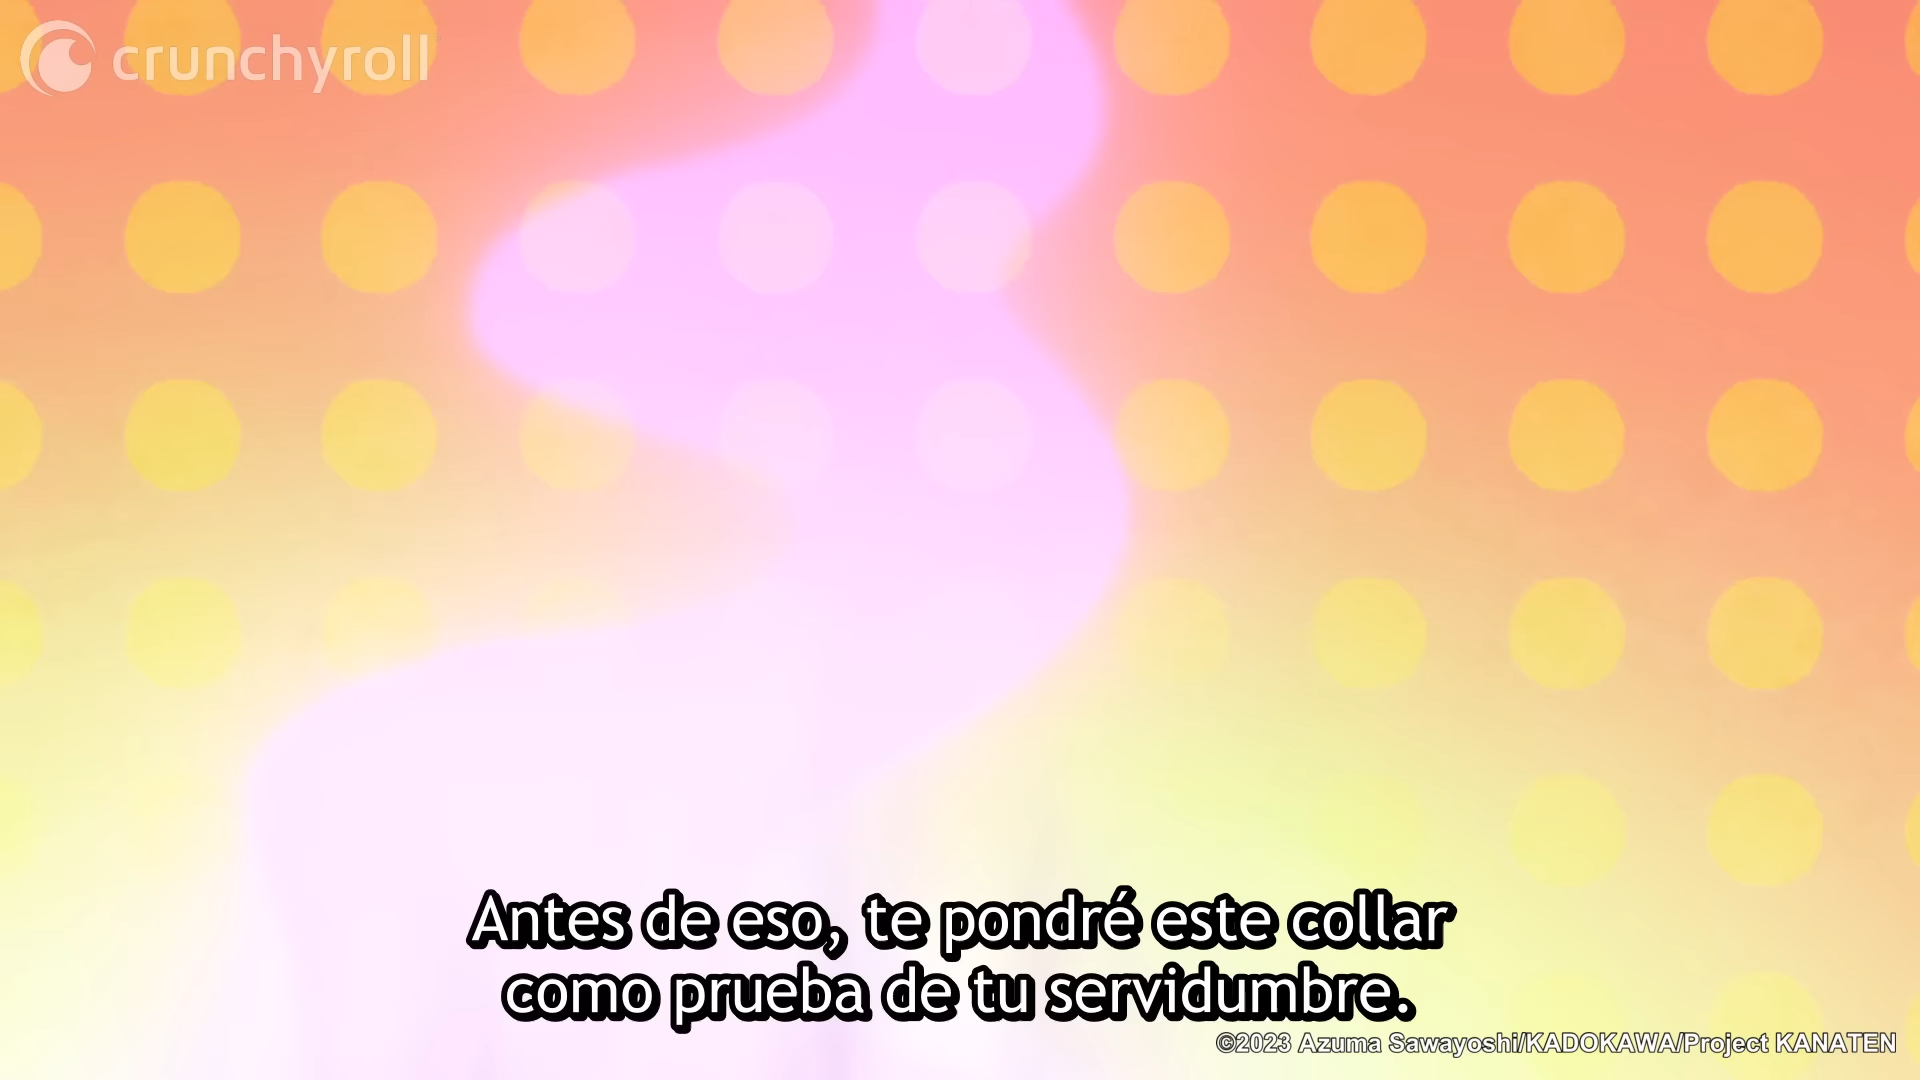 crunchyroll
Antes de eso, te pondré este collar
como prueba de tu servidumbre.
©2023 Azuma Sawayoshi/KADOKAWA/Project KANATEN